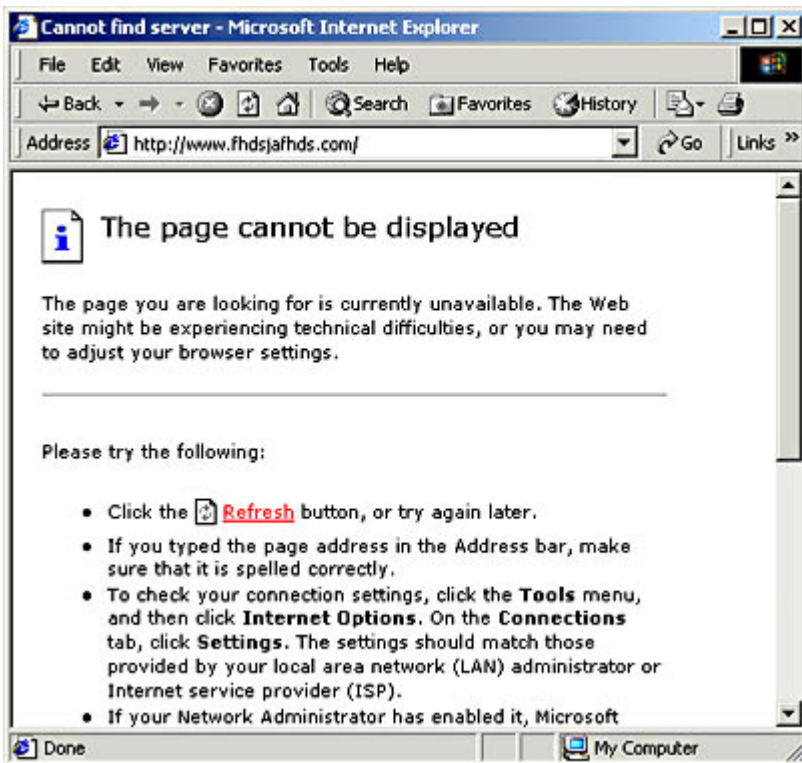 Cannot find server - Microsoft Internet Explorer
File Edit View Favorites Tools Help
Back Search Favorites History
Address http://www.fhdsjafhds.com/ Go Links »
The page cannot be displayed
The page you are looking for is currently unavailable. The Web
site might be experiencing technical difficulties, or you may need
to adjust your browser settings.
Please try the following:
• Click the Refresh button, or try again later.
• If you typed the page address in the Address bar, make
sure that it is spelled correctly.
• To check your connection settings, click the Tools menu,
and then click Internet Options. On the Connections
tab, click Settings. The settings should match those
provided by your local area network (LAN) administrator or
Internet service provider (ISP).
• If your Network Administrator has enabled it, Microsoft
Done My Computer